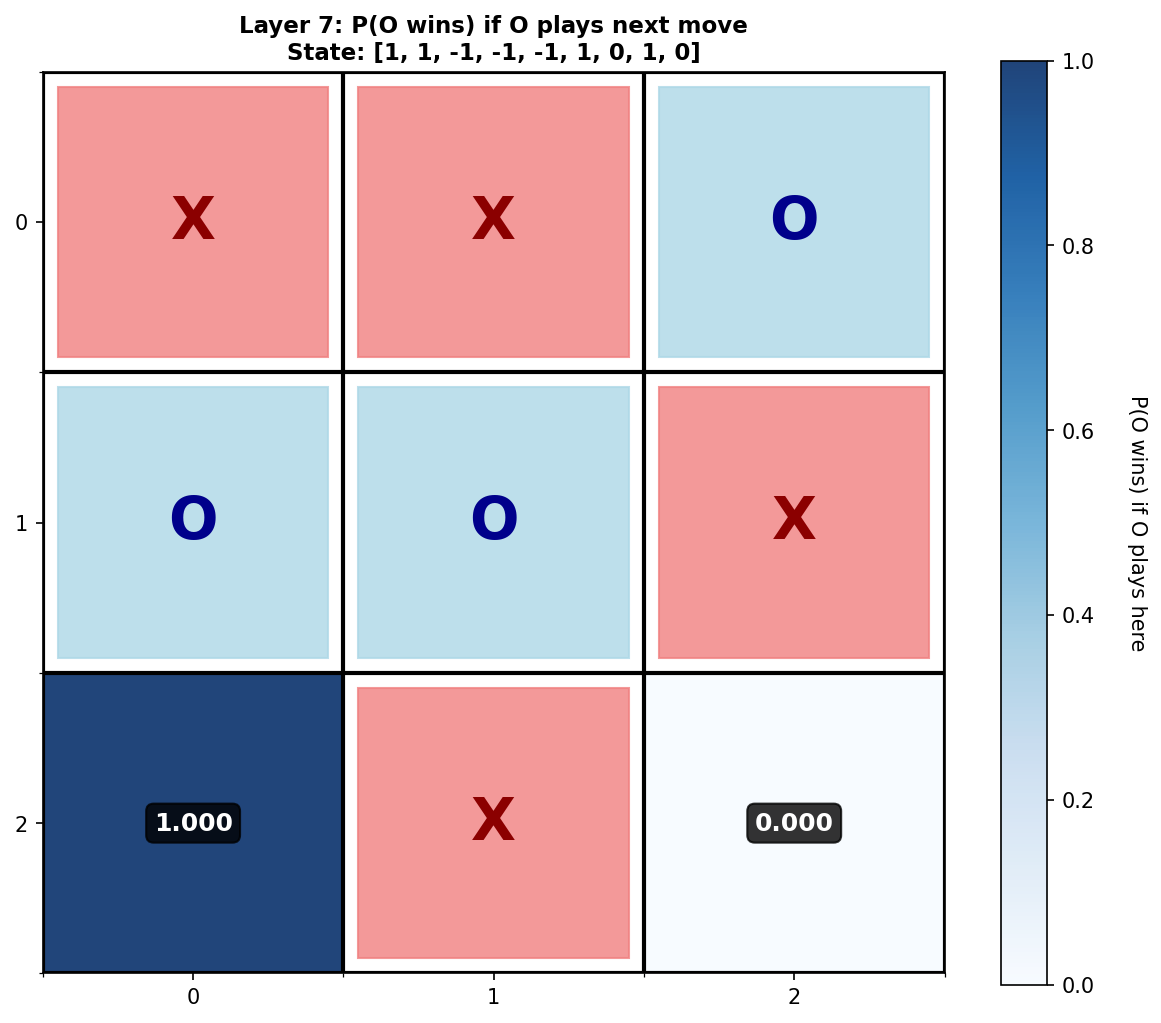 Layer 7: P(O wins) if O plays next move
State: [1, 1, -1, -1, -1, 1, 0, 1, 0]
X X O
O O X
1.000 X 0.000
0
1
2
0 1 2
1.0
0.8
0.6
0.4
0.2
0.0
P(O wins) if O plays here